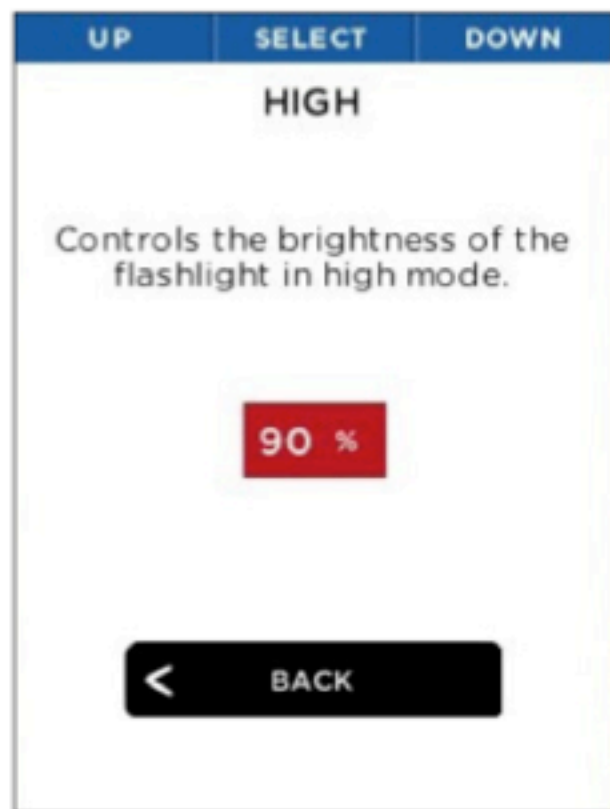 UP SELECT DOWN
HIGH
Controls the brightness of the
flashlight in high mode.
90 %
< BACK